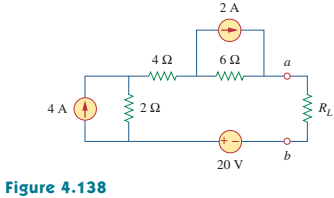 2 A
4 Ω 6 Ω a
4 A 2 Ω R_L
+ −
20 V b
Figure 4.138